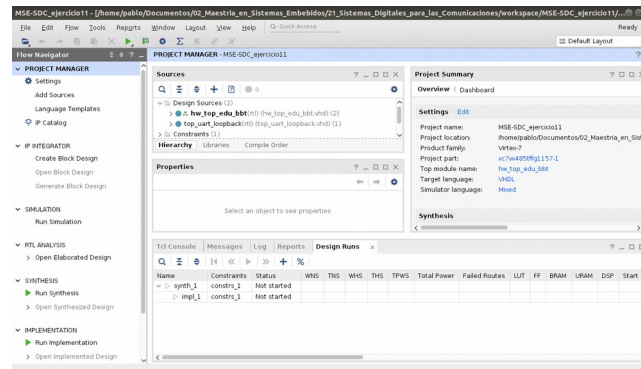 MSE-SDC_ejercicio11 - [/home/pablo/Documentos/02_Maestria_en_Sistemas_Embebidos/21_Sistemas_Digitales_para_las_Comunicaciones/workspace/MSE-SDC_ejercicio11/...
File Edit Flow Tools Reports Window Layout View Help Quick Access Ready
Default Layout
Flow Navigator
PROJECT MANAGER - MSE-SDC_ejercicio11
PROJECT MANAGER
Settings
Add Sources
Language Templates
IP Catalog
IP INTEGRATOR
Create Block Design
Open Block Design
Generate Block Design
SIMULATION
Run Simulation
RTL ANALYSIS
Open Elaborated Design
SYNTHESIS
Run Synthesis
Open Synthesized Design
IMPLEMENTATION
Run Implementation
Open Implemented Design
Sources
0
Design Sources (2)
hw_top_edu_bbt(rtl) (hw_top_edu_bbt.vhd) (2)
top_uart_loopback(rtl) (top_uart_loopback.vhd) (1)
Constraints (1)
Hierarchy Libraries Compile Order
Properties
Select an object to see properties
Project Summary
Overview Dashboard
Settings Edit
Project name: MSE-SDC_ejercicio11
Project location: /home/pablo/Documentos/02_Maestria_en_Sist
Product family: Virtex-7
Project part: xc7vx485tffg1157-1
Top module name: hw_top_edu_bbt
Target language: VHDL
Simulator language: Mixed
Synthesis
Tcl Console Messages Log Reports Design Runs
Name Constraints Status WNS TNS WHS THS TPWS Total Power Failed Routes LUT FF BRAM URAM DSP Start
synth_1 constrs_1 Not started
impl_1 constrs_1 Not started